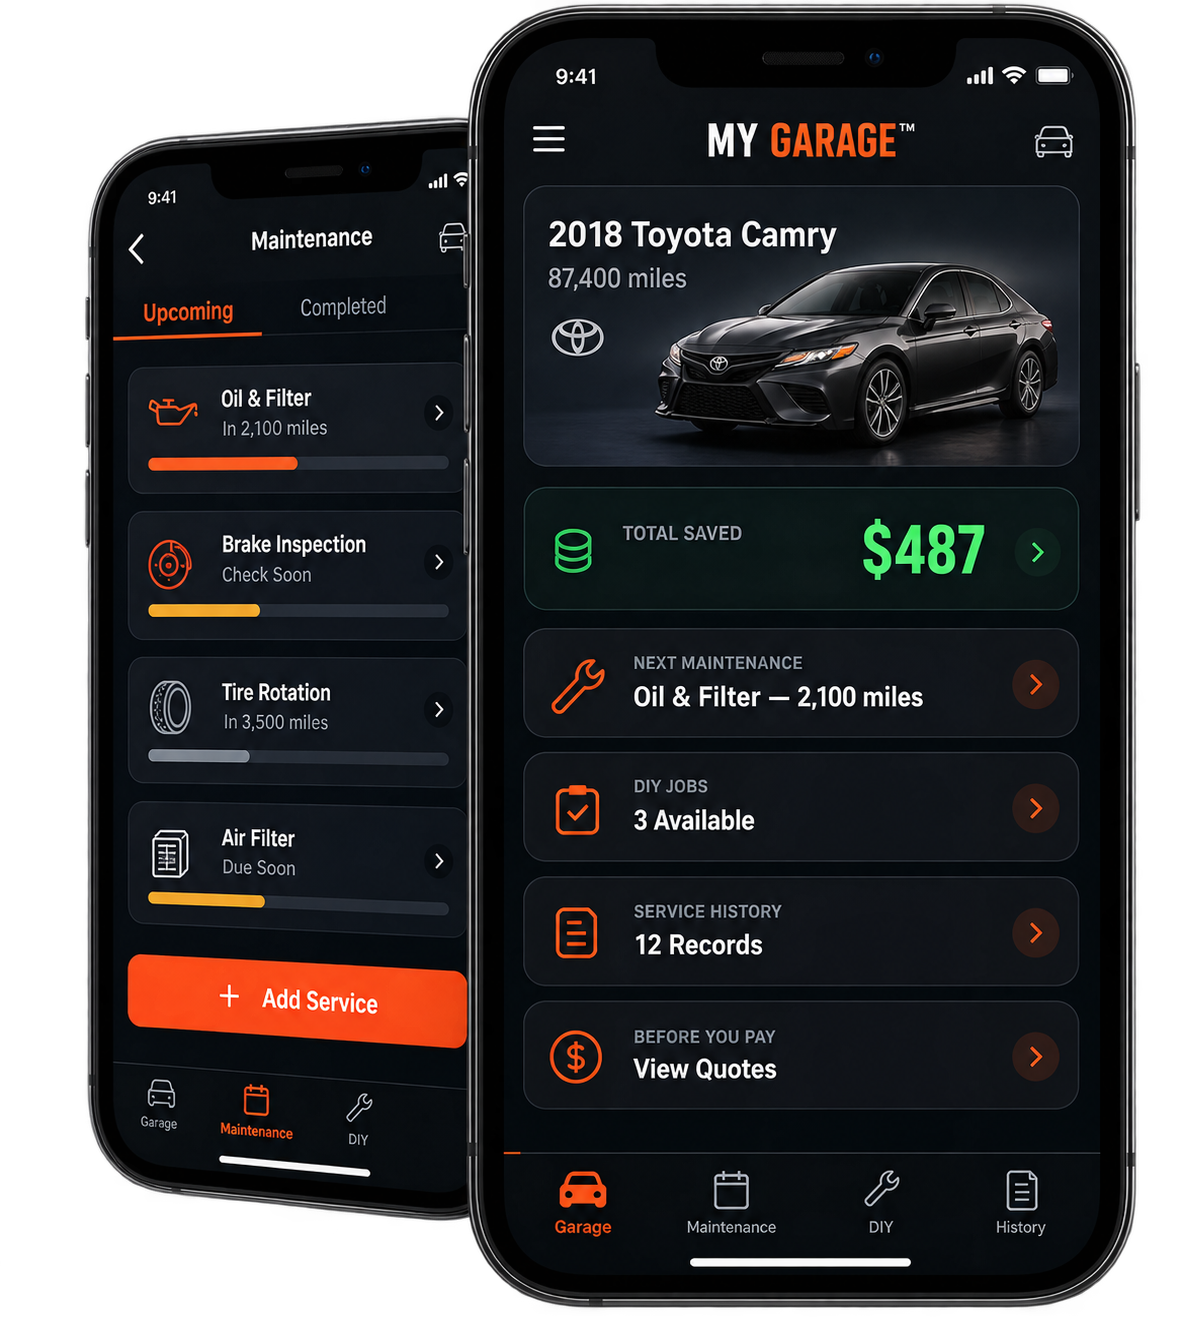 9:41
Maintenance
Upcoming
Completed
Oil & Filter
In 2,100 miles
Brake Inspection
Check Soon
Tire Rotation
In 3,500 miles
Air Filter
Due Soon
+ Add Service
Garage
Maintenance
DIY
9:41
MY GARAGE™
2018 Toyota Camry
87,400 miles
TOTAL SAVED
$487
NEXT MAINTENANCE
Oil & Filter — 2,100 miles
DIY JOBS
3 Available
SERVICE HISTORY
12 Records
BEFORE YOU PAY
View Quotes
Garage
Maintenance
DIY
History